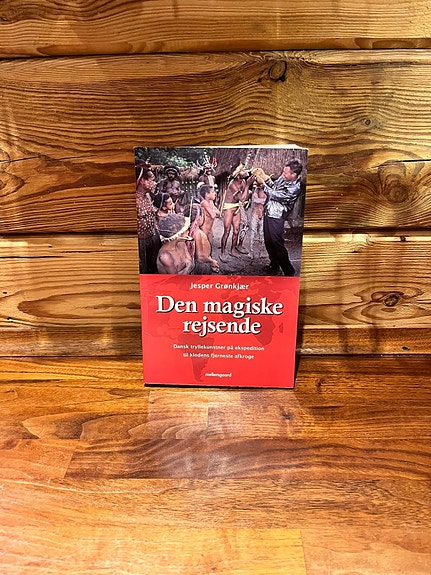 Jesper Grønkjær
Den magiske
rejsende
Dansk tryllekunstner på ekspedition
til klodens fjerneste afkroge
mellemgaard